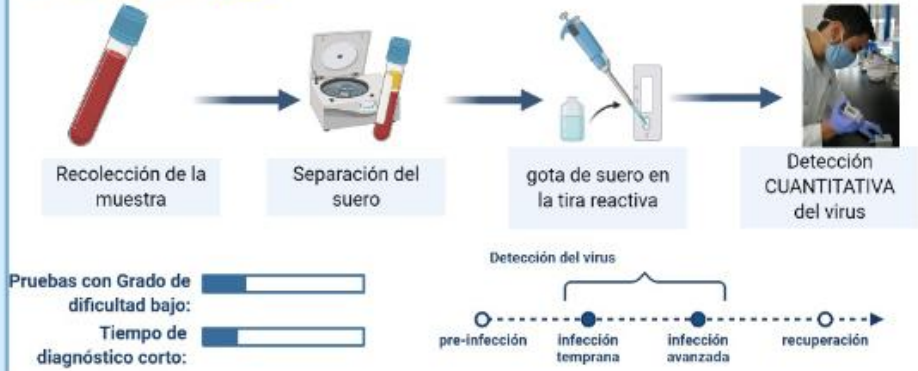 Recolección de la
muestra
Separación del
suero
gota de suero en
la tira reactiva
Detección
CUANTITATIVA
del virus
Pruebas con Grado de
dificultad bajo:
Tiempo de
diagnóstico corto:
Detección del virus
pre-infección
infección
temprana
infección
avanzada
recuperación